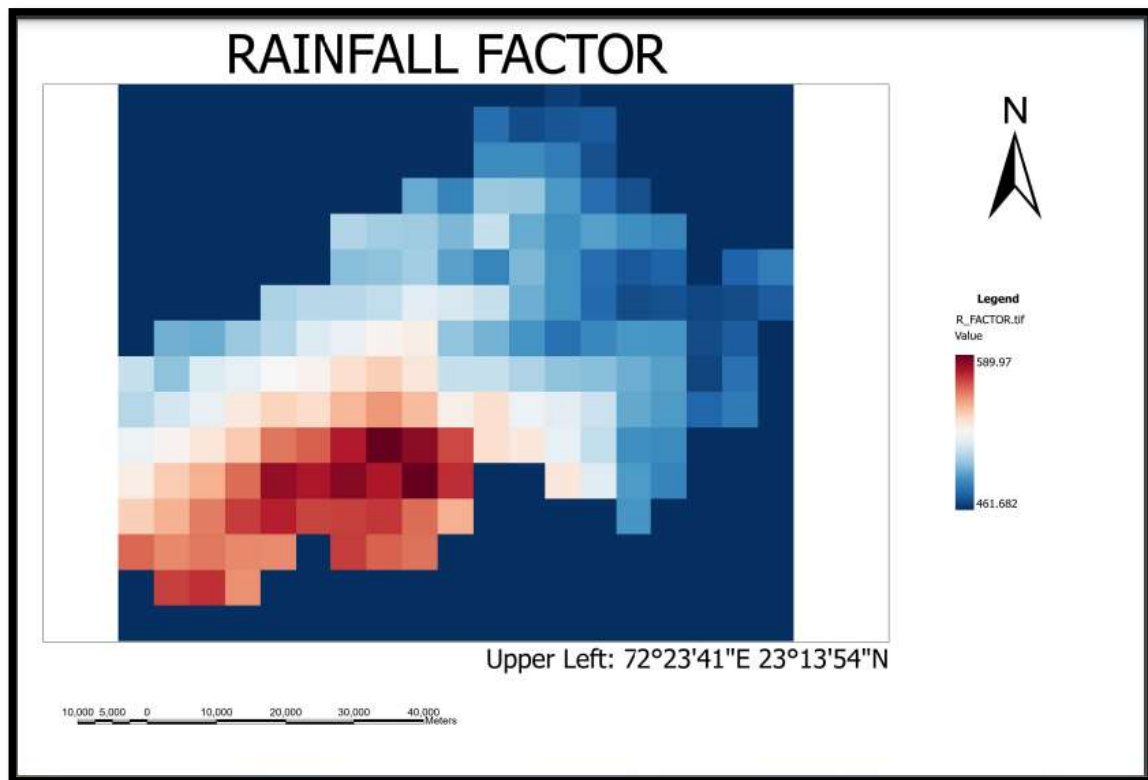 RAINFALL FACTOR
N
Legend
R_FACTOR.tif
Value
589.97
461.682
Upper Left: 72°23'41"E 23°13'54"N
10,000 5,000 0 10,000 20,000 30,000 40,000
Meters